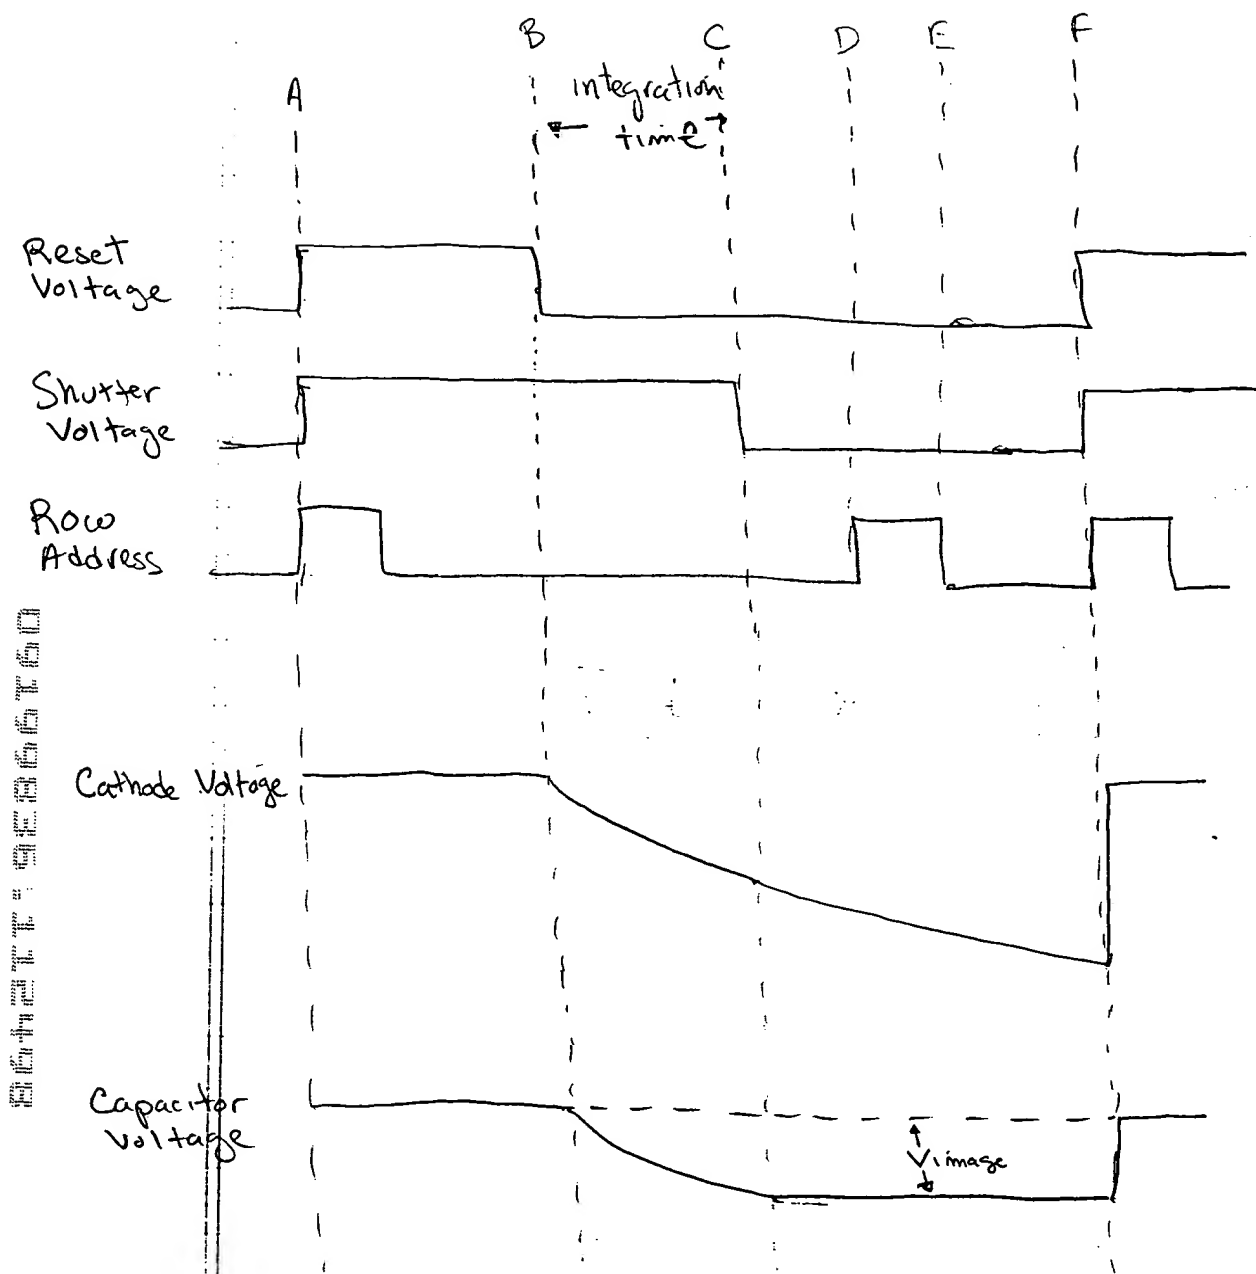 A
B
C
D
E
F
integration
time
Reset
Voltage
Shutter
Voltage
Row
Address
Cathode Voltage
Capacitor
Voltage
Vimage